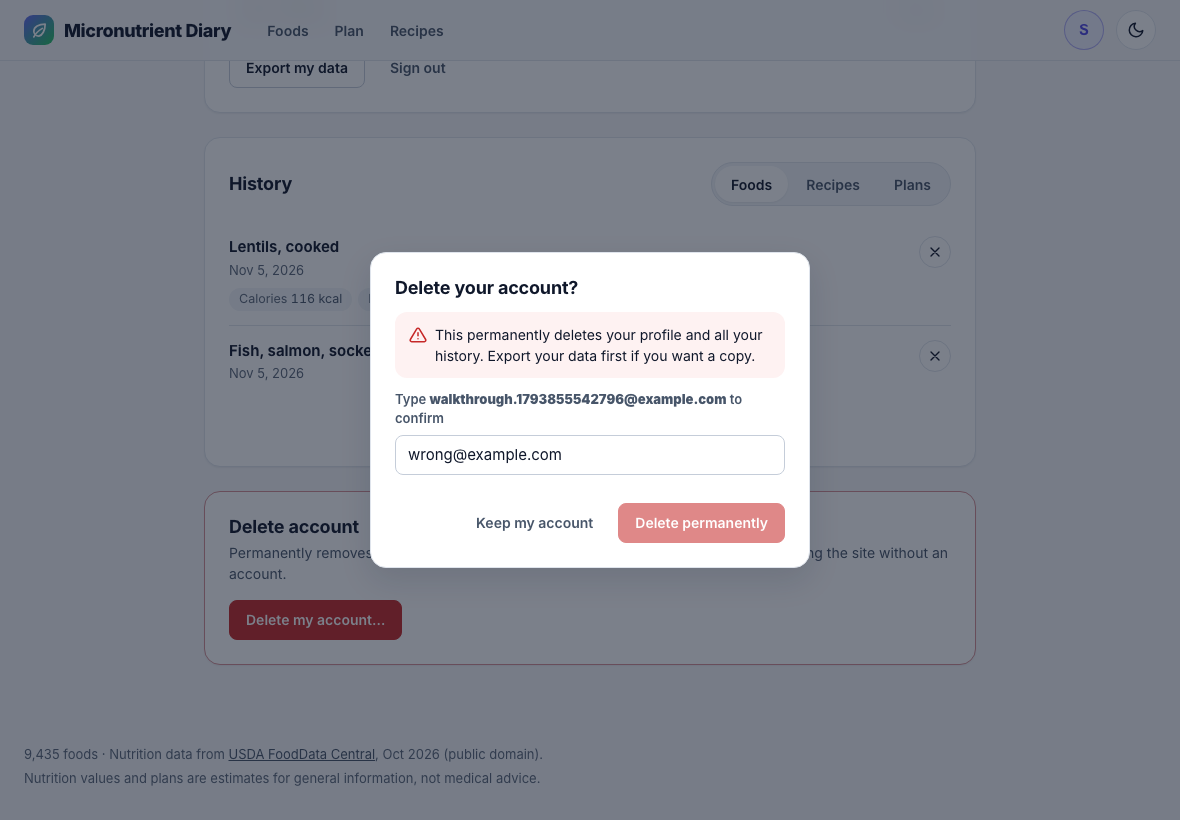 Micronutrient Diary
Foods
Plan
Recipes
S
Export my data
Sign out
History
Foods
Recipes
Plans
Lentils, cooked
Nov 5, 2026
Calories 116 kcal
Fish, salmon, socke
Nov 5, 2026
Delete your account?
This permanently deletes your profile and all your
history. Export your data first if you want a copy.
Type walkthrough.1793855542796@example.com to
confirm
wrong@example.com
Keep my account
Delete permanently
Delete account
Permanently removes
g the site without an
account.
Delete my account...
9,435 foods · Nutrition data from USDA FoodData Central, Oct 2026 (public domain).
Nutrition values and plans are estimates for general information, not medical advice.